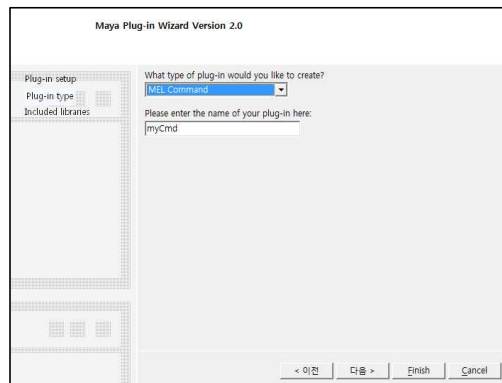 Maya Plug-in Wizard Version 2.0
Plug-in setup
Plug-in type
Included libraries
What type of plug-in would you like to create?
MEL Command
Please enter the name of your plug-in here:
myCmd
< 이전
다음 >
Finish
Cancel